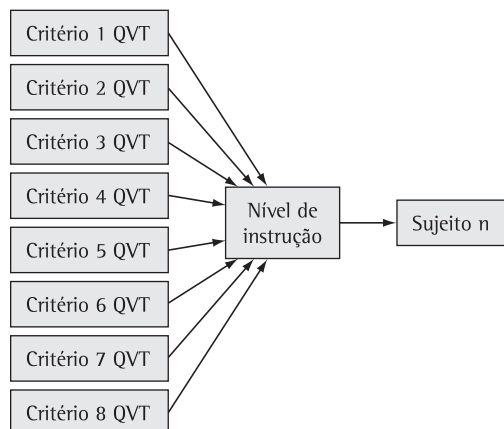 Critério 1 QVT
Critério 2 QVT
Critério 3 QVT
Critério 4 QVT
Critério 5 QVT
Critério 6 QVT
Critério 7 QVT
Critério 8 QVT
Nível de
instrução
Sujeito n